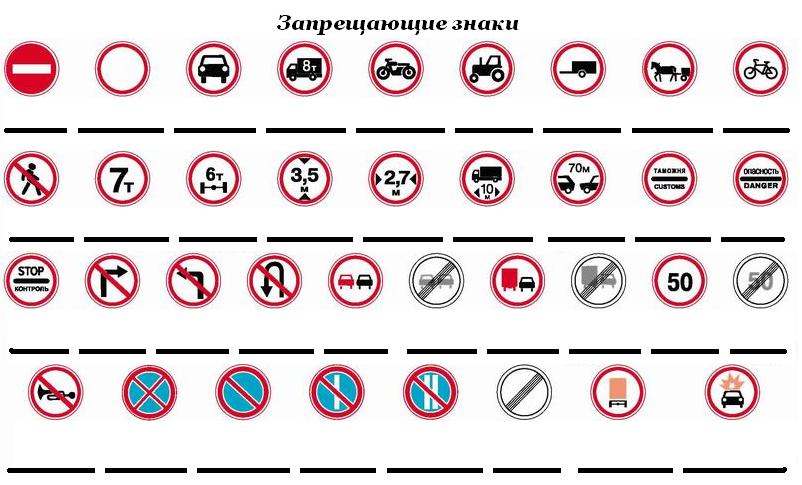 Запрещающие знаки
8т
7т
6т
3,5
м
2,7
м
10
м
70м
ТАМОЖНЯ
CUSTOMS
ОПАСНОСТЬ
DANGER
STOP
КОНТРОЛЬ
50
50